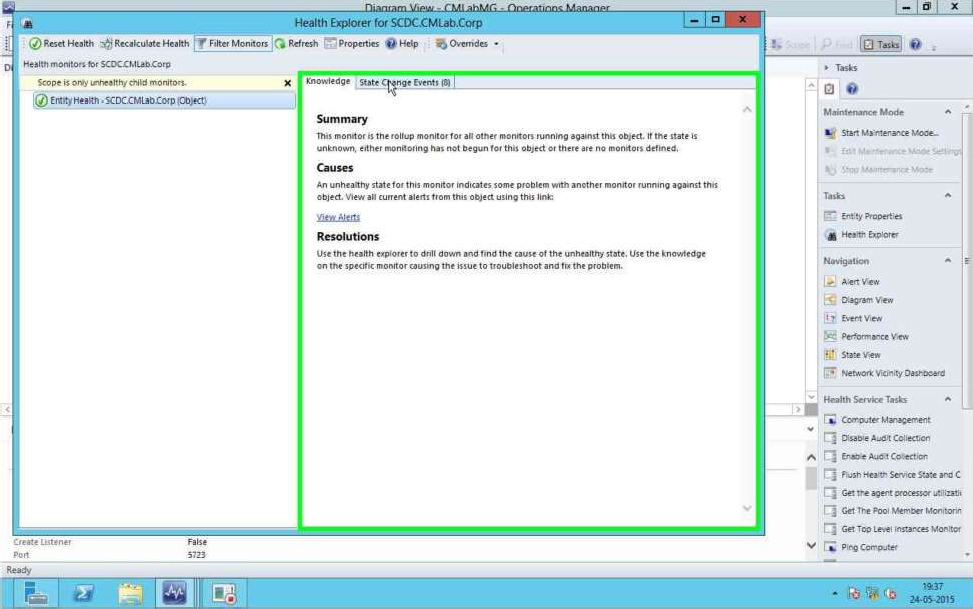 Diagram View - CMLabMG - Operations Manager
Health Explorer for SCDC.CMLab.Corp
Reset Health
Recalculate Health
Filter Monitors
Refresh
Properties
Help
Overrides
Scope
Find
Tasks
Health monitors for SCDC.CMLab.Corp
Scope is only unhealthy child monitors.
Entity Health - SCDC.CMLab.Corp (Object)
Knowledge
State Change Events (8)
Summary
This monitor is the rollup monitor for all other monitors running against this object. If the state is
unknown, either monitoring has not begun for this object or there are no monitors defined.
Causes
An unhealthy state for this monitor indicates some problem with another monitor running against this
object. View all current alerts from this object using this link:
View Alerts
Resolutions
Use the health explorer to drill down and find the cause of the unhealthy state. Use the knowledge
on the specific monitor causing the issue to troubleshoot and fix the problem.
Tasks
Maintenance Mode
Start Maintenance Mode...
Edit Maintenance Mode Settings
Stop Maintenance Mode
Tasks
Entity Properties
Health Explorer
Navigation
Alert View
Diagram View
Event View
Performance View
State View
Network Vicinity Dashboard
Health Service Tasks
Computer Management
Disable Audit Collection
Enable Audit Collection
Flush Health Service State and C
Get the agent processor utilizati
Get The Pool Member Monitorin
Get Top Level Instances Monitor
Ping Computer
Create Listener False
Port 5723
Ready
19:37
24-05-2015